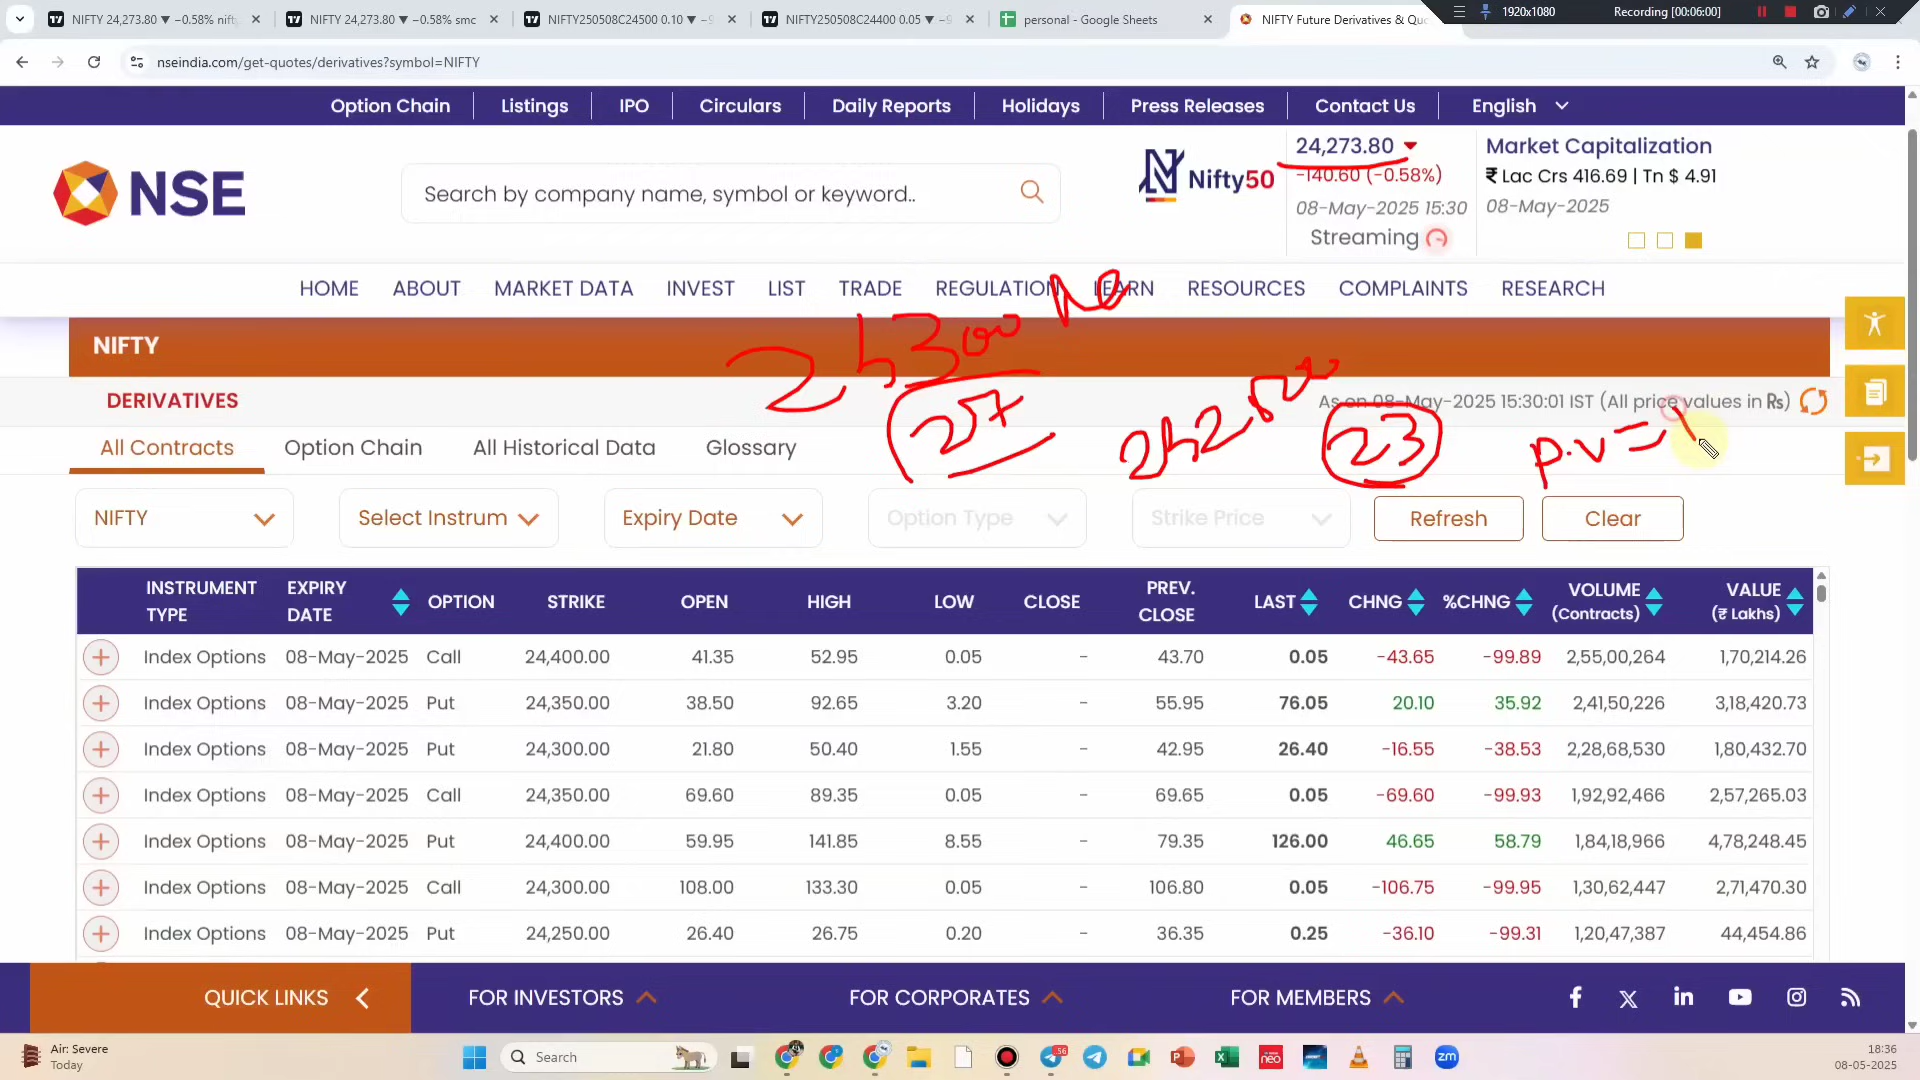 NIFTY 24,273.80 ▼ −0.58% nift
NIFTY 24,273.80 ▼ −0.58% smc
NIFTY250508C24500 0.10 ▼ −9
NIFTY250508C24400 0.05 ▼ −9
personal - Google Sheets
NIFTY Future Derivatives & Quo
1920x1080
Recording [00:06:00]
nseindia.com/get-quotes/derivatives?symbol=NIFTY
Option Chain Listings IPO Circulars Daily Reports Holidays Press Releases Contact Us English
NSE
Search by company name, symbol or keyword..
Nifty50
24,273.80
-140.60 (-0.58%)
08-May-2025 15:30
Streaming
Market Capitalization
₹ Lac Crs 416.69 | Tn $ 4.91
08-May-2025
HOME ABOUT MARKET DATA INVEST LIST TRADE REGULATION LEARN RESOURCES COMPLAINTS RESEARCH
NIFTY
24300
27
23
P.V =
DERIVATIVES
As on 08-May-2025 15:30:01 IST (All price values in Rs)
All Contracts Option Chain All Historical Data Glossary
NIFTY Select Instrum Expiry Date Option Type Strike Price Refresh Clear
INSTRUMENT TYPE EXPIRY DATE OPTION STRIKE OPEN HIGH LOW CLOSE PREV. CLOSE LAST CHNG %CHNG VOLUME (Contracts) VALUE (₹ Lakhs)
Index Options 08-May-2025 Call 24,400.00 41.35 52.95 0.05 - 43.70 0.05 -43.65 -99.89 2,55,00,264 1,70,214.26
Index Options 08-May-2025 Put 24,350.00 38.50 92.65 3.20 - 55.95 76.05 20.10 35.92 2,41,50,226 3,18,420.73
Index Options 08-May-2025 Put 24,300.00 21.80 50.40 1.55 - 42.95 26.40 -16.55 -38.53 2,28,68,530 1,80,432.70
Index Options 08-May-2025 Call 24,350.00 69.60 89.35 0.05 - 69.65 0.05 -69.60 -99.93 1,92,92,466 2,57,265.03
Index Options 08-May-2025 Put 24,400.00 59.95 141.85 8.55 - 79.35 126.00 46.65 58.79 1,84,18,966 4,78,248.45
Index Options 08-May-2025 Call 24,300.00 108.00 133.30 0.05 - 106.80 0.05 -106.75 -99.95 1,30,62,447 2,71,470.30
Index Options 08-May-2025 Put 24,250.00 26.40 26.75 0.20 - 36.35 0.25 -36.10 -99.31 1,20,47,387 44,454.86
QUICK LINKS FOR INVESTORS FOR CORPORATES FOR MEMBERS
Air: Severe
Today
Search
56
neo
zm
18:36
08-05-2025